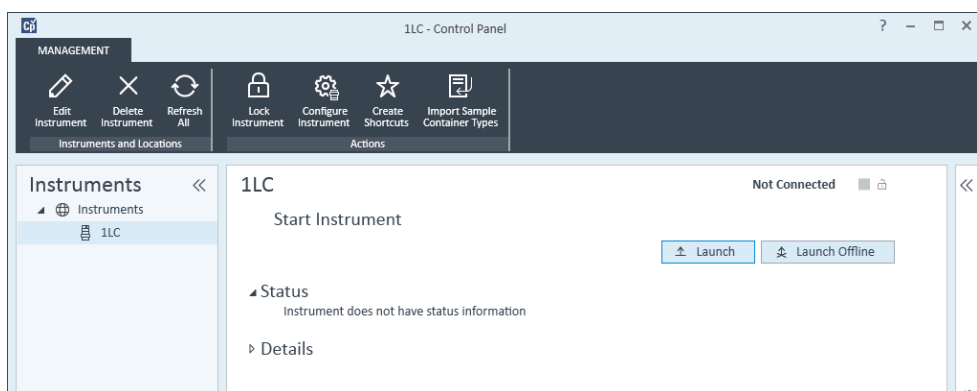 Cp
1LC - Control Panel
?
MANAGEMENT
Edit Instrument
Delete Instrument
Refresh All
Lock Instrument
Configure Instrument
Create Shortcuts
Import Sample Container Types
Instruments and Locations
Actions
Instruments
Instruments
1LC
1LC
Not Connected
Start Instrument
Launch
Launch Offline
Status
Instrument does not have status information
Details